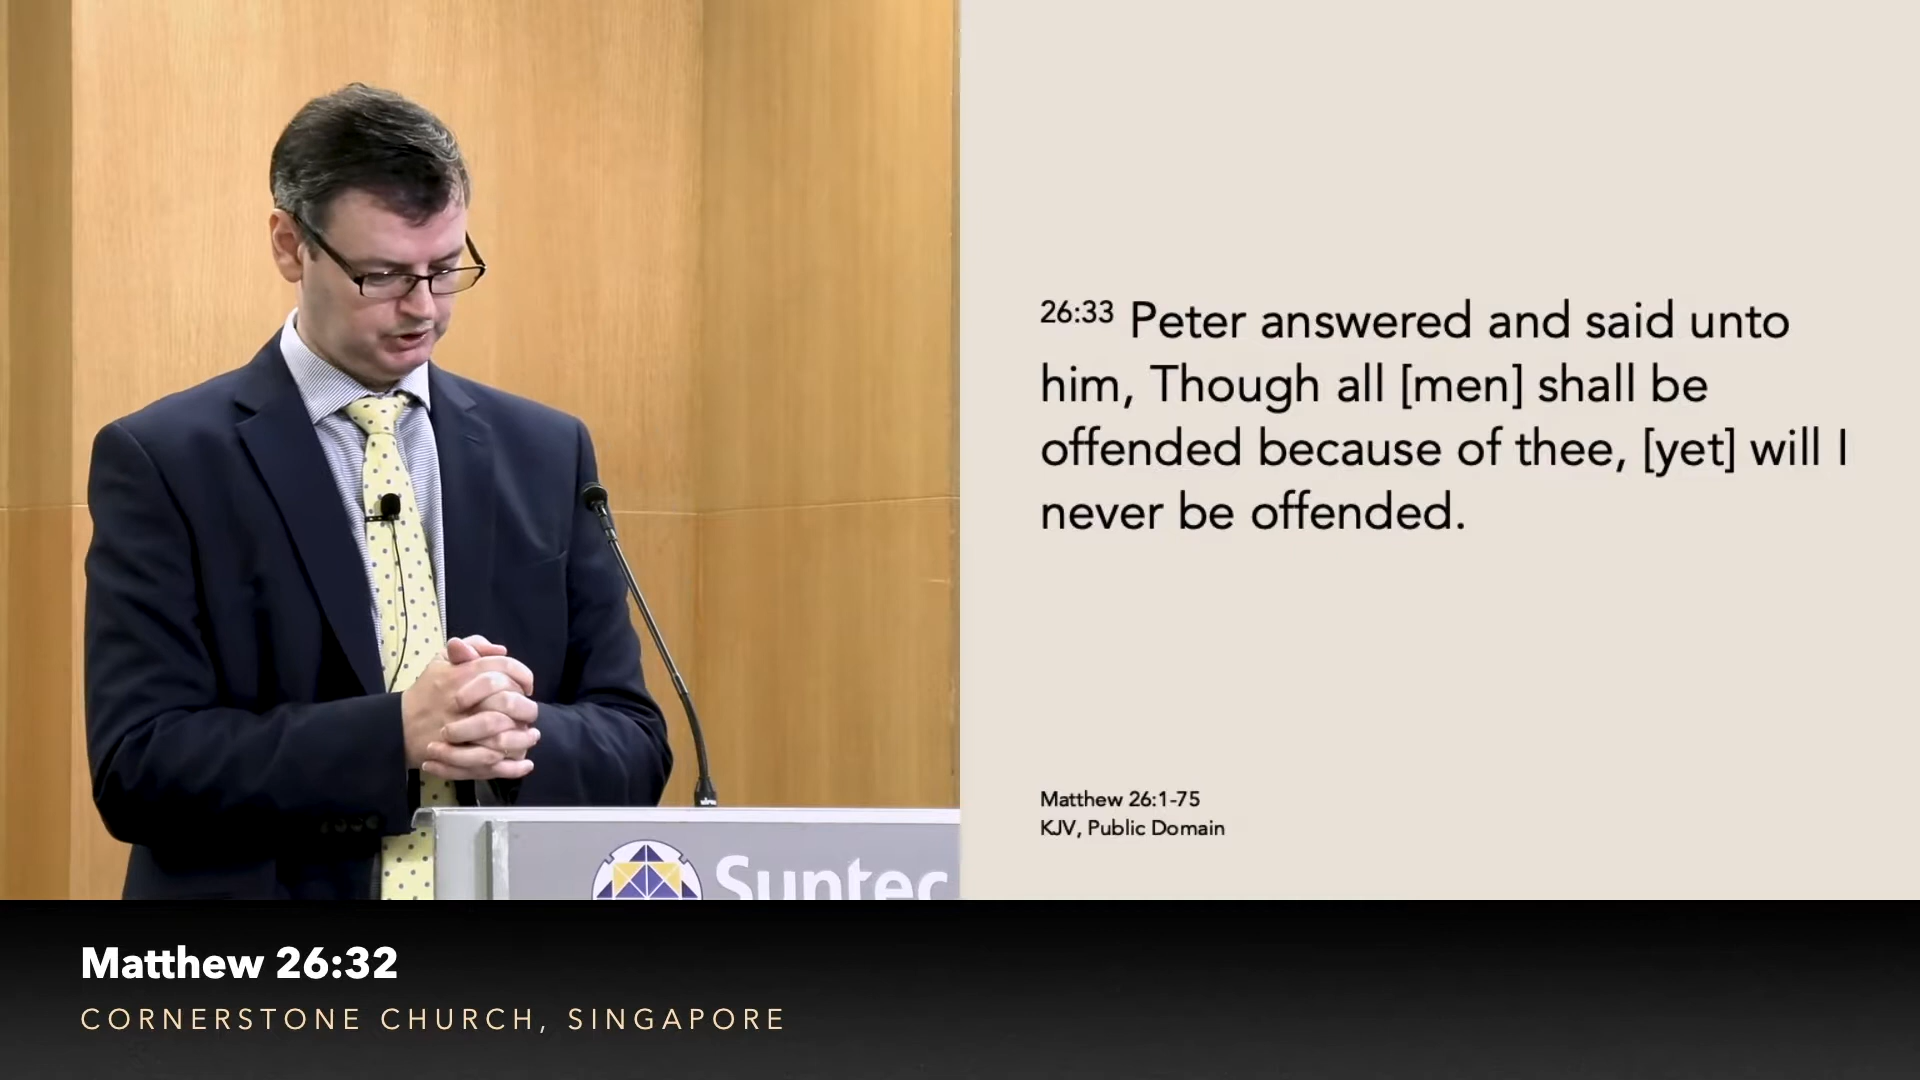 26:33 Peter answered and said unto
him, Though all [men] shall be
offended because of thee, [yet] will I
never be offended.
Matthew 26:1-75
KJV, Public Domain
Suntec
Matthew 26:32
CORNERSTONE CHURCH, SINGAPORE